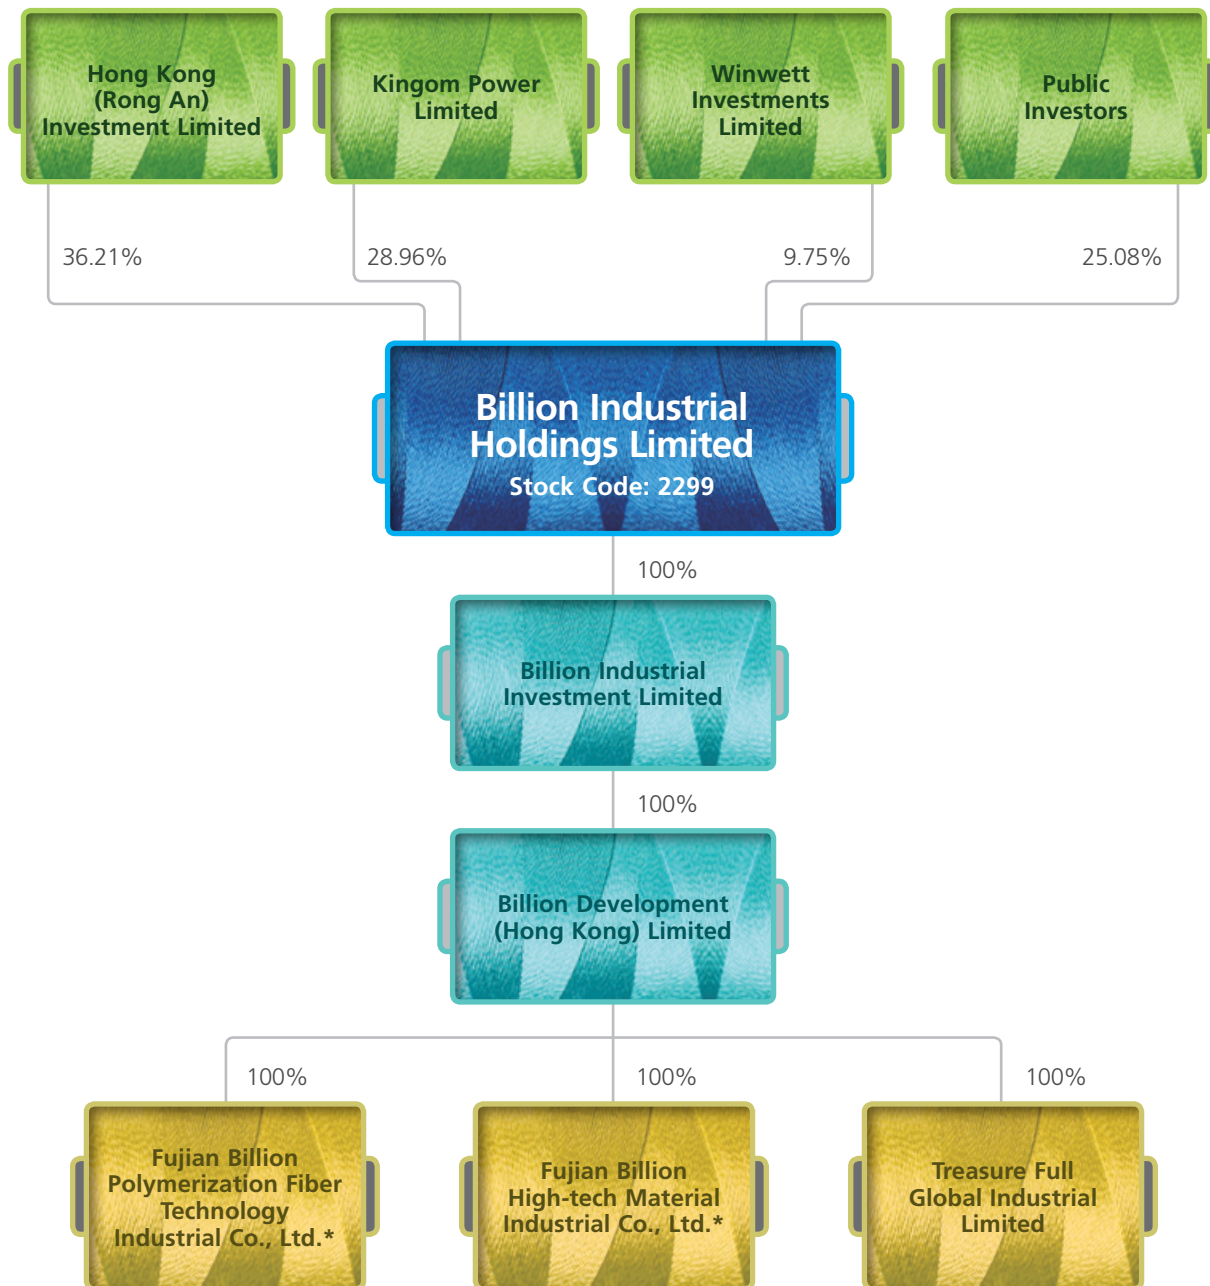 Hong Kong
(Rong An)
Investment Limited
Kingom Power
Limited
Winwett
Investments
Limited
Public
Investors
36.21%
28.96%
9.75%
25.08%
Billion Industrial
Holdings Limited
Stock Code: 2299
100%
Billion Industrial
Investment Limited
100%
Billion Development
(Hong Kong) Limited
100%
100%
100%
Fujian Billion
Polymerization Fiber
Technology
Industrial Co., Ltd.*
Fujian Billion
High-tech Material
Industrial Co., Ltd.*
Treasure Full
Global Industrial
Limited